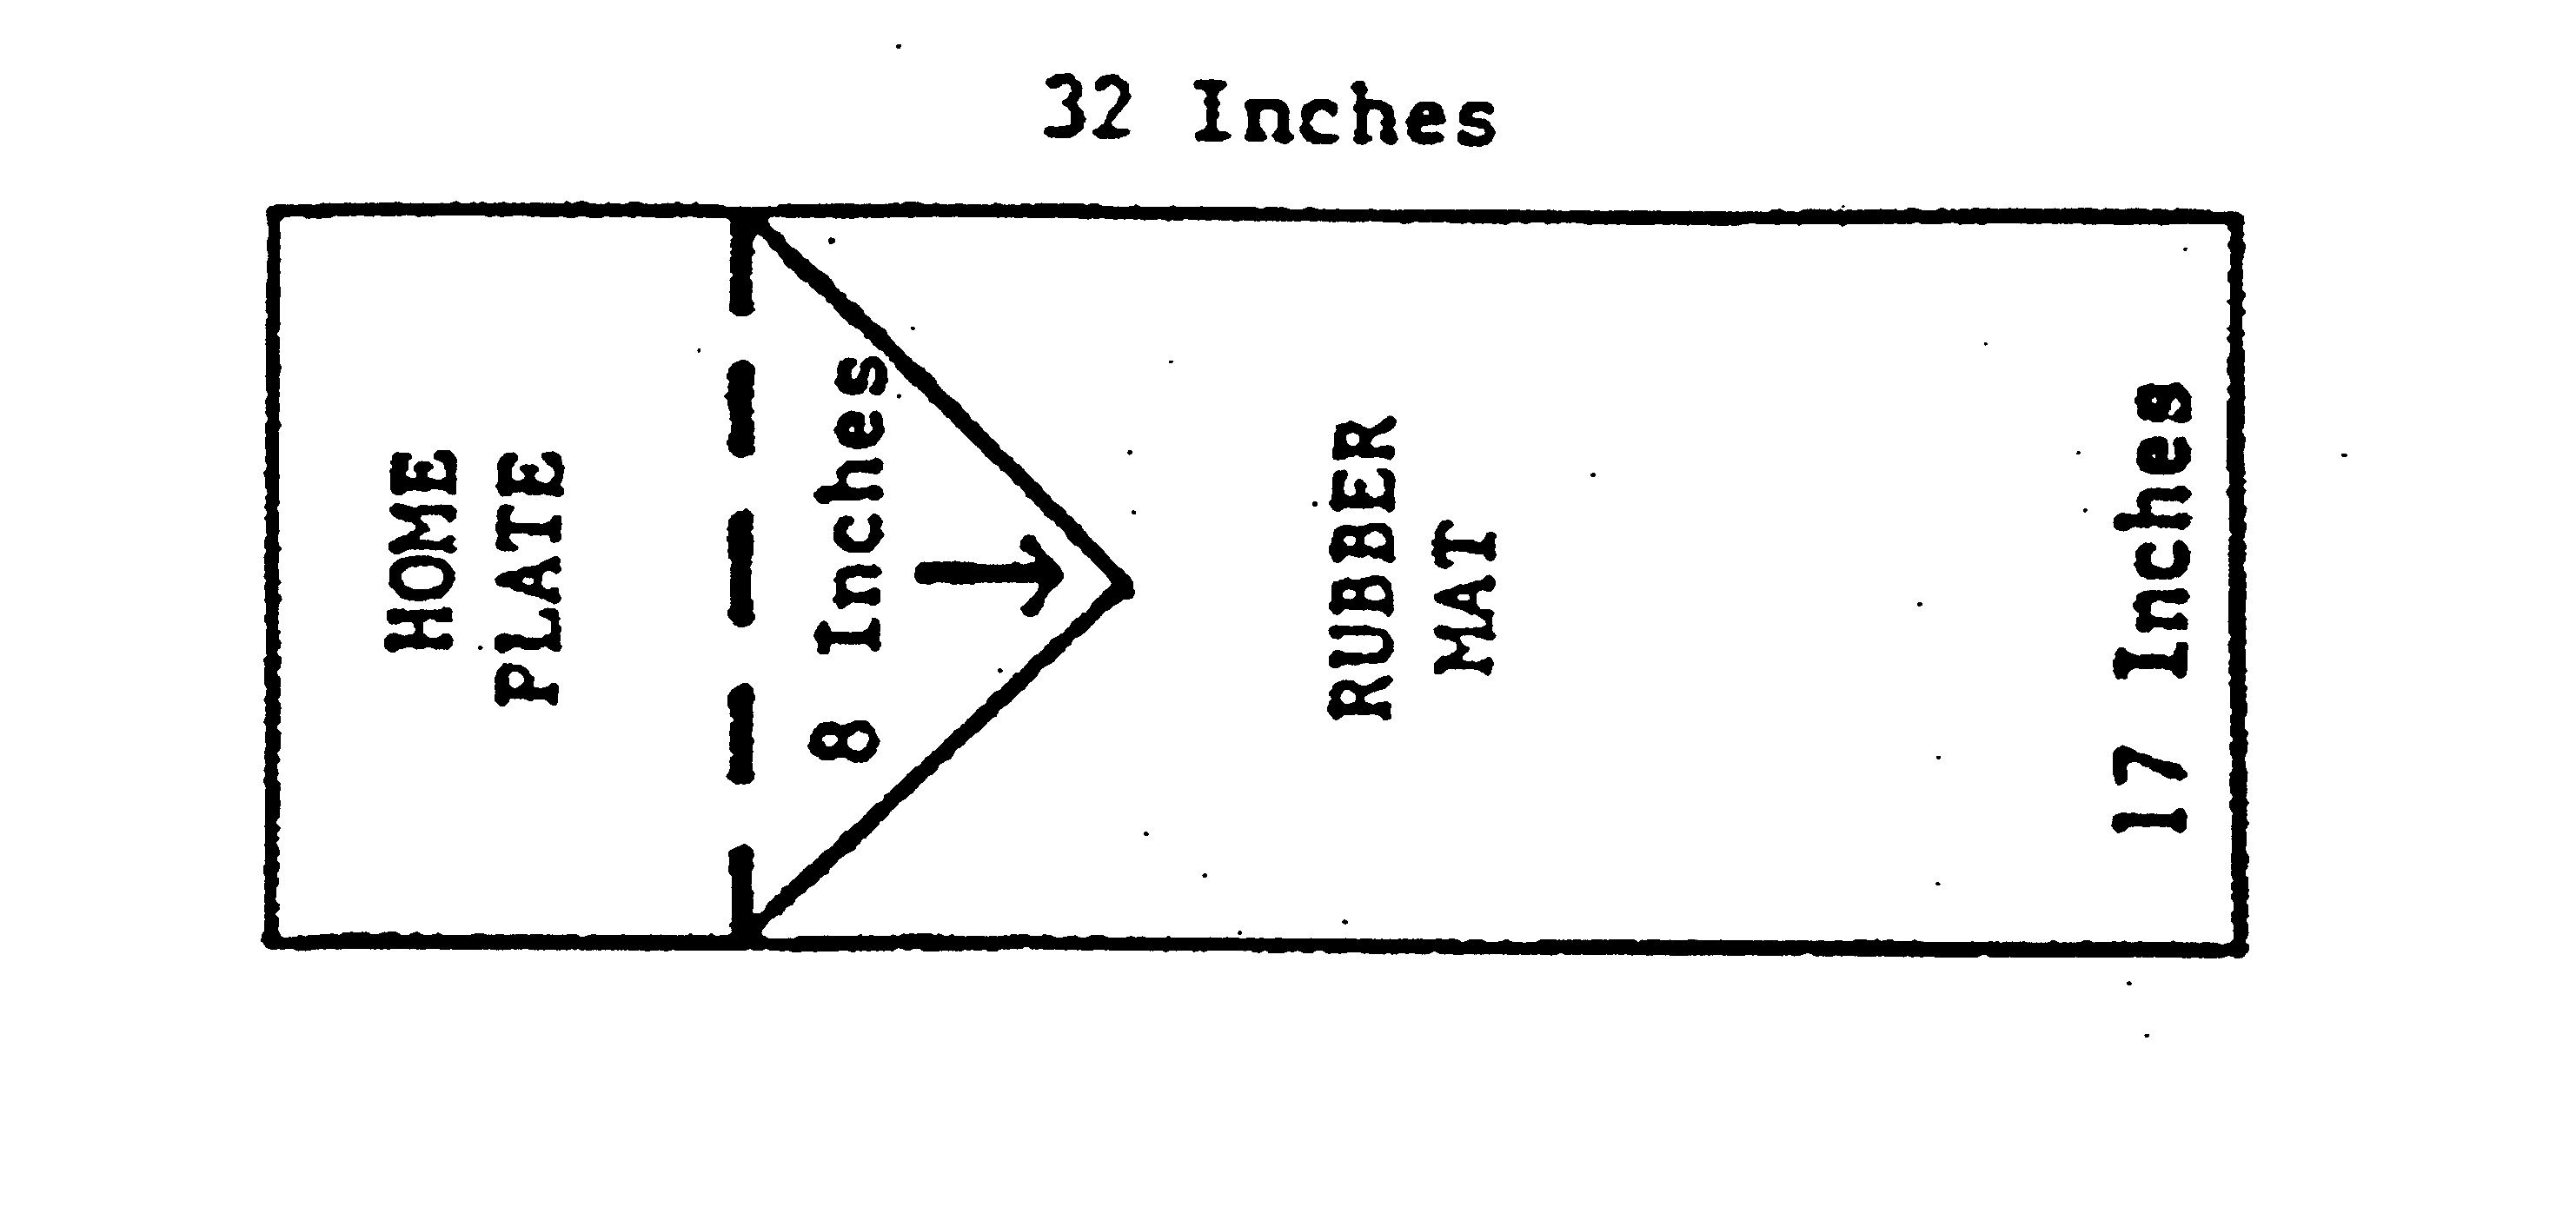 32 Inches
HOME
PLATE
8 Inches
RUBBER
MAT
17 Inches